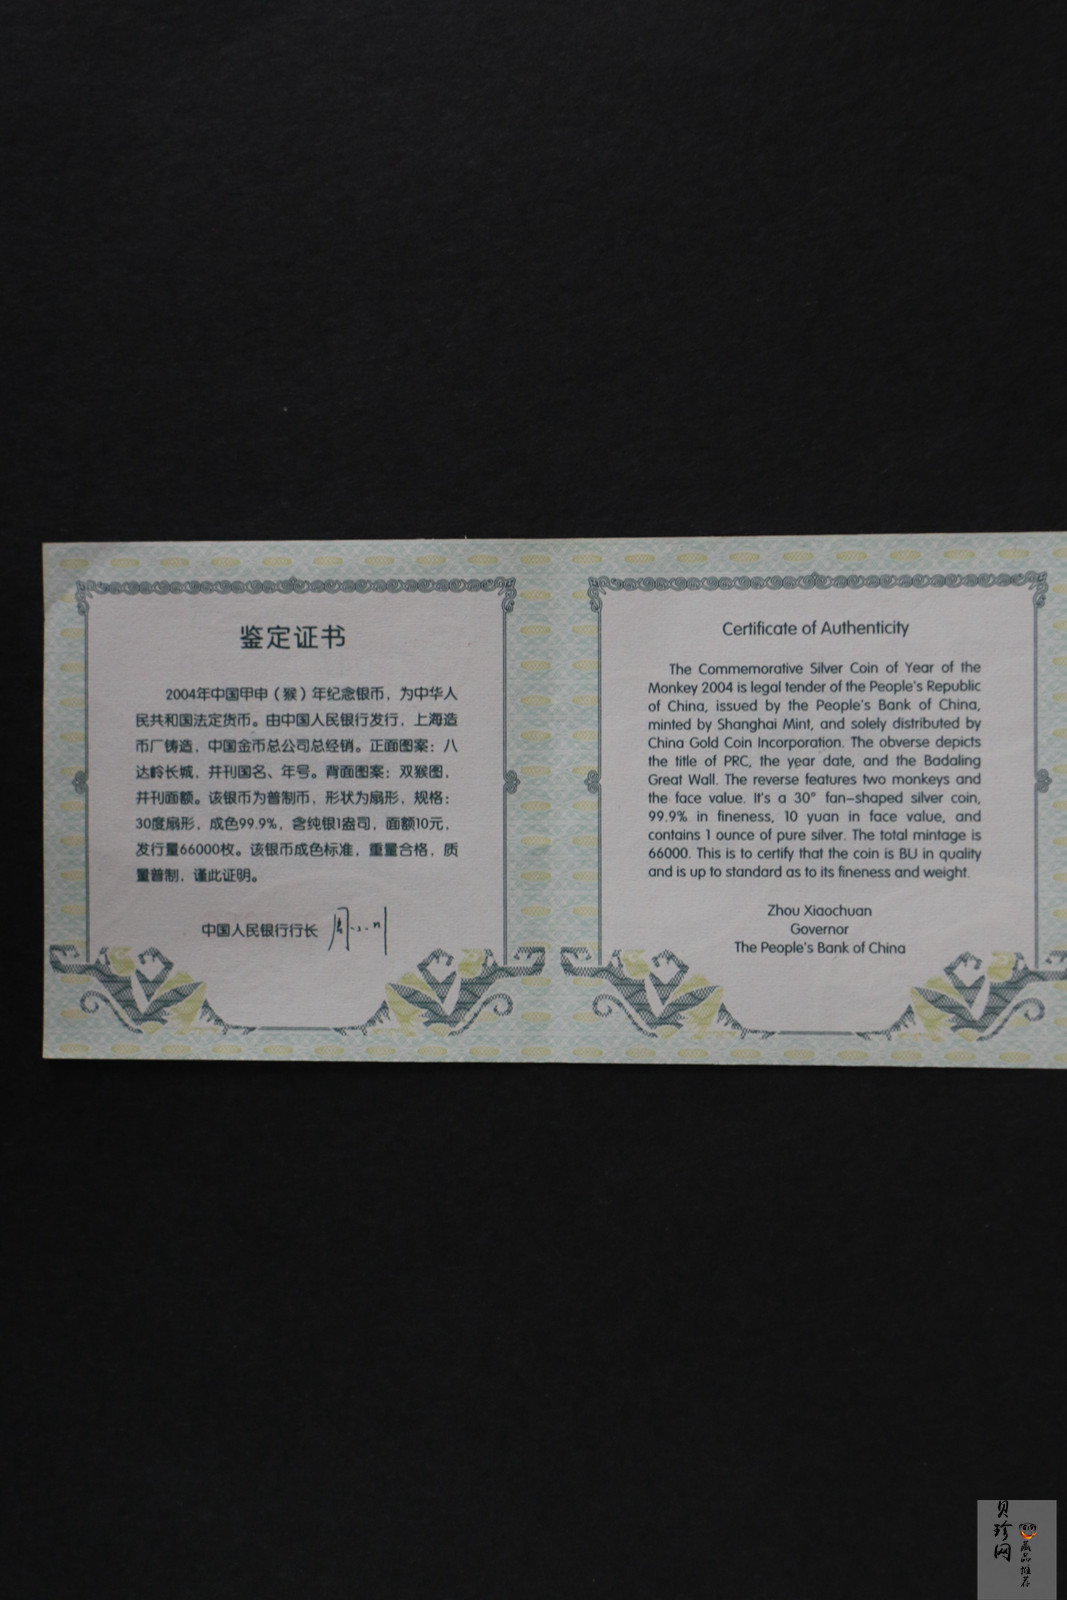 鉴定证书
2004年中国甲申（猴）年纪念银币，为中华人
民共和国法定货币。由中国人民银行发行，上海造
币厂铸造，中国金币总公司总经销。正面图案：八
达岭长城，并刊国名、年号。背面图案：双猴图，
并刊面额。该银币为普制币，形状为扇形，规格：
30度扇形，成色99.9%，含纯银1盎司，面额10元，
发行量66000枚。该银币成色标准，重量合格，质
量普制，谨此证明。
中国人民银行行长 周小川
Certificate of Authenticity
The Commemorative Silver Coin of Year of the
Monkey 2004 is legal tender of the People's Republic
of China, issued by the People's Bank of China,
minted by Shanghai Mint, and solely distributed by
China Gold Coin Incorporation. The obverse depicts
the title of PRC, the year date, and the Badaling
Great Wall. The reverse features two monkeys and
the face value. It's a 30° fan-shaped silver coin,
99.9% in fineness, 10 yuan in face value, and
contains 1 ounce of pure silver. The total mintage is
66000. This is to certify that the coin is BU in quality
and is up to standard as to its fineness and weight.
Zhou Xiaochuan
Governor
The People's Bank of China
贝珍网
藏品推荐